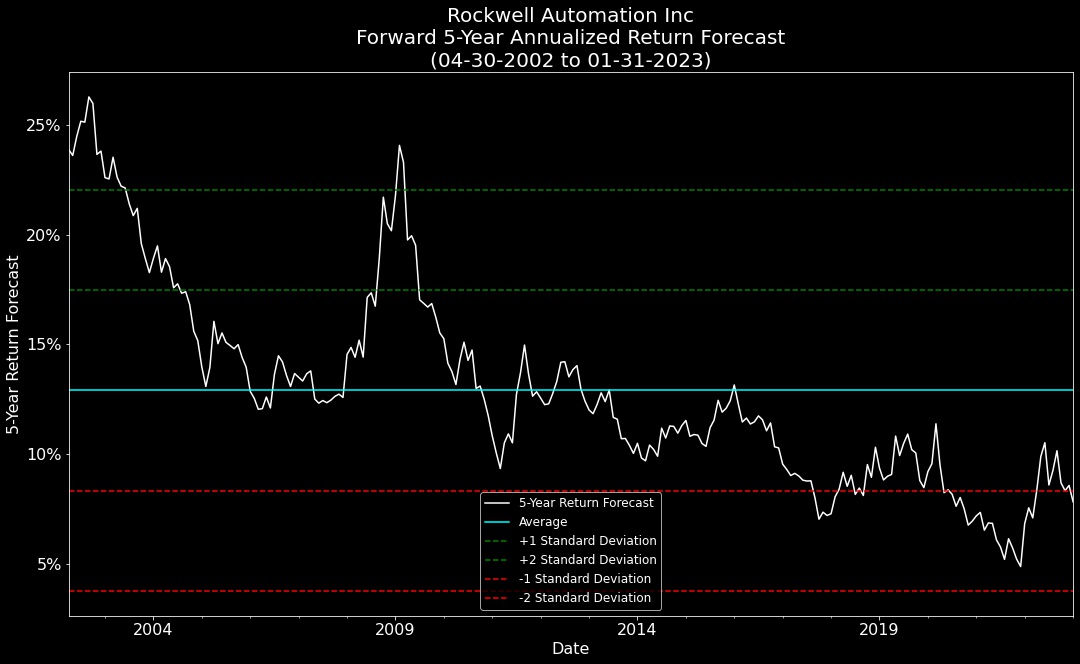 Rockwell Automation Inc
Forward 5-Year Annualized Return Forecast
(04-30-2002 to 01-31-2023)
5-Year Return Forecast
25%
20%
15%
10%
5%
5-Year Return Forecast
Average
+1 Standard Deviation
+2 Standard Deviation
-1 Standard Deviation
-2 Standard Deviation
2004
2009
2014
2019
Date